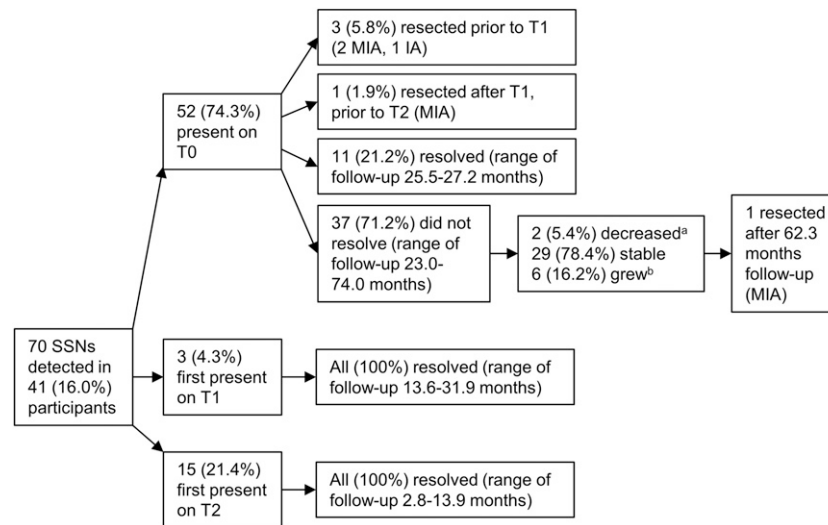 3 (5.8%) resected prior to T1
(2 MIA, 1 IA)
52 (74.3%)
present on
T0
1 (1.9%) resected after T1,
prior to T2 (MIA)
11 (21.2%) resolved (range of
follow-up 25.5-27.2 months)
37 (71.2%) did not
resolve (range of
follow-up 23.0-
74.0 months)
2 (5.4%) decreasedᵃ
29 (78.4%) stable
6 (16.2%) grewᵇ
1 resected
after 62.3
months
follow-up
(MIA)
70 SSNs
detected in
41 (16.0%)
participants
3 (4.3%)
first present
on T1
All (100%) resolved (range of
follow-up 13.6-31.9 months)
15 (21.4%)
first present
on T2
All (100%) resolved (range of
follow-up 2.8-13.9 months)